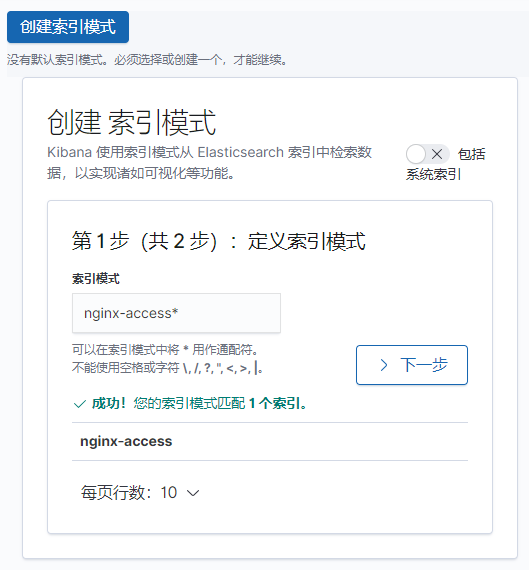 创建索引模式
没有默认索引模式。必须选择或创建一个，才能继续。
创建 索引模式
Kibana 使用索引模式从 Elasticsearch 索引中检索数
据，以实现诸如可视化等功能。
包括
系统索引
第 1 步（共 2 步）：定义索引模式
索引模式
nginx-access*
可以在索引模式中将 * 用作通配符。
不能使用空格或字符 \, /, ?, ", <, >, |。
下一步
成功！您的索引模式匹配 1 个索引。
nginx-access
每页行数：10